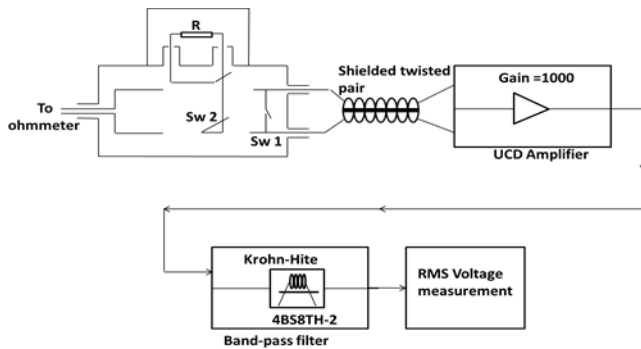 R
Shielded twisted
pair
Gain =1000
To
ohmmeter
Sw 2
Sw 1
UCD Amplifier
Krohn-Hite
4BS8TH-2
Band-pass filter
RMS Voltage
measurement